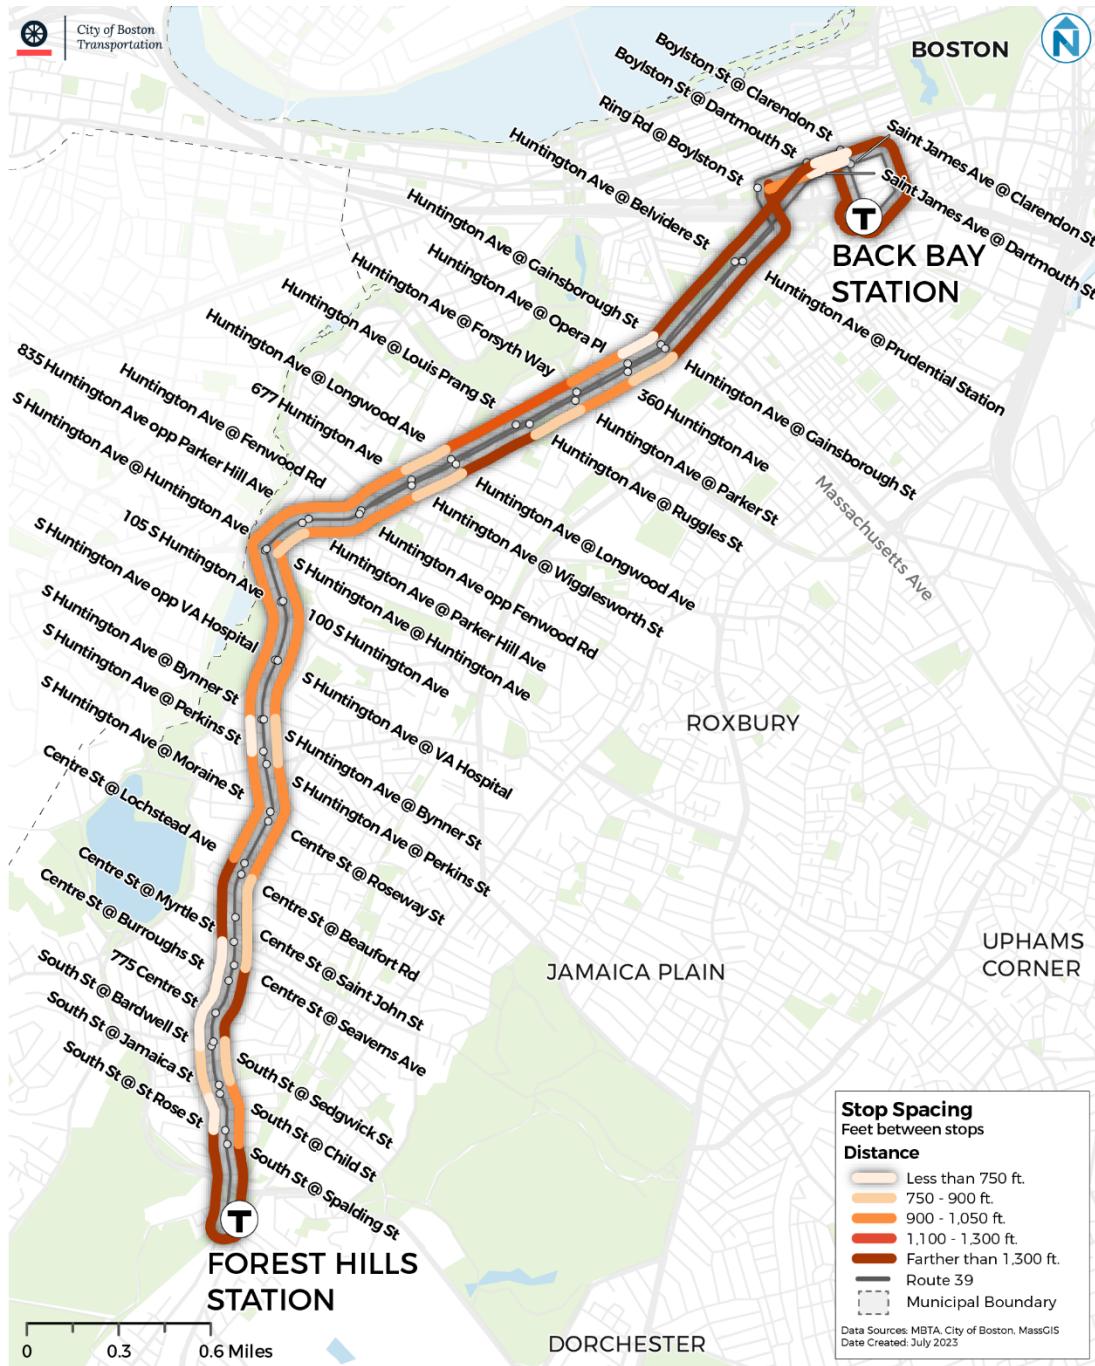 City of Boston
Transportation
N
BOSTON
Boylston St @ Clarendon St
Boylston St @ Dartmouth St
Ring Rd @ Boylston St
Huntington Ave @ Belvidere St
Huntington Ave @ Gainsborough St
Huntington Ave @ Opera Pl
Huntington Ave @ Forsyth Way
Huntington Ave @ Louis Prang St
Huntington Ave @ Longwood Ave
677 Huntington Ave
Huntington Ave @ Fenwood Rd
835 Huntington Ave opp Parker Hill Ave
S Huntington Ave @ Huntington Ave
105 S Huntington Ave
S Huntington Ave opp VA Hospital
S Huntington Ave @ Bynner St
S Huntington Ave @ Perkins St
S Huntington Ave @ Moraine St
Centre St @ Lochstead Ave
Centre St @ Myrtle St
Centre St @ Burroughs St
775 Centre St
South St @ Bardwell St
South St @ Jamaica St
South St @ St Rose St
Saint James Ave @ Clarendon St
Saint James Ave @ Dartmouth St
T
BACK BAY
STATION
Huntington Ave @ Prudential Station
Huntington Ave @ Gainsborough St
360 Huntington Ave
Huntington Ave @ Parker St
Huntington Ave @ Ruggles St
Huntington Ave @ Longwood Ave
Huntington Ave @ Wigglesworth St
Huntington Ave opp Fenwood Rd
Huntington Ave @ Parker Hill Ave
S Huntington Ave @ Huntington Ave
100 S Huntington Ave
S Huntington Ave @ VA Hospital
S Huntington Ave @ Bynner St
S Huntington Ave @ Perkins St
Centre St @ Roseway St
Centre St @ Beaufort Rd
Centre St @ Saint John St
Centre St @ Seaverns Ave
South St @ Sedgwick St
South St @ Child St
South St @ Spalding St
Massachusetts Ave
ROXBURY
JAMAICA PLAIN
UPHAMS
CORNER
DORCHESTER
T
FOREST HILLS
STATION
0 0.3 0.6 Miles
Stop Spacing
Feet between stops
Distance
Less than 750 ft.
750 - 900 ft.
900 - 1,050 ft.
1,100 - 1,300 ft.
Farther than 1,300 ft.
Route 39
Municipal Boundary
Data Sources: MBTA, City of Boston, MassGIS
Date Created: July 2023